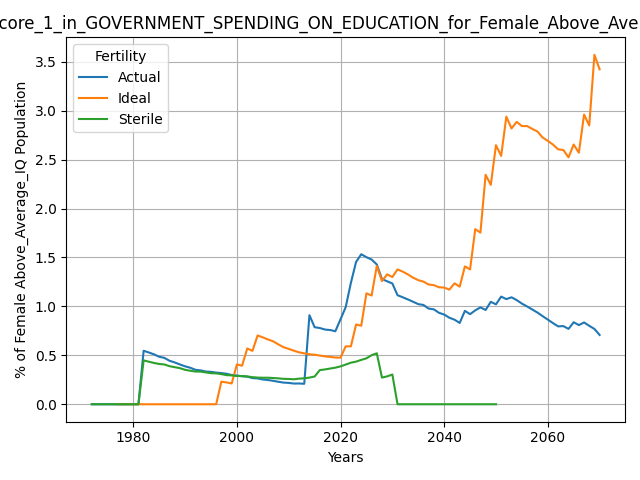 core_1_in_GOVERNMENT_SPENDING_ON_EDUCATION_for_Female_Above_Ave
Fertility
Actual
Ideal
Sterile
% of Female Above_Average_IQ Population
3.5
3.0
2.5
2.0
1.5
1.0
0.5
0.0
1980 2000 2020 2040 2060
Years